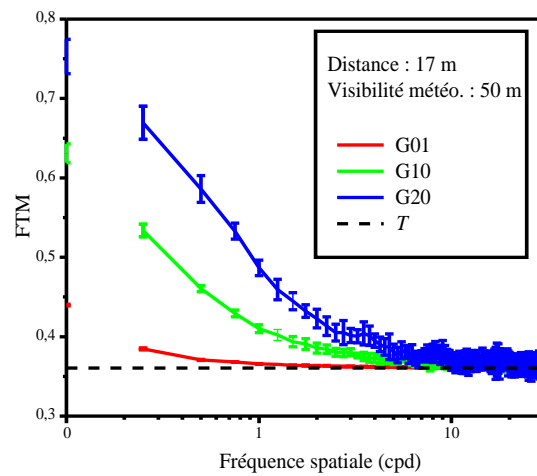 0,8
0,7
0,6
0,5
0,4
0,3
FTM
Distance : 17 m
Visibilité météo. : 50 m
G01
G10
G20
T
0
1
10
Fréquence spatiale (cpd)